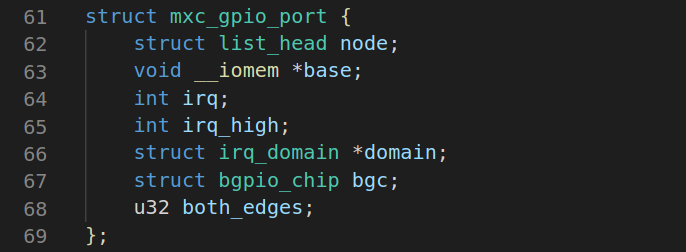 61 struct mxc_gpio_port {
62     struct list_head node;
63     void __iomem *base;
64     int irq;
65     int irq_high;
66     struct irq_domain *domain;
67     struct bgpio_chip bgc;
68     u32 both_edges;
69 };